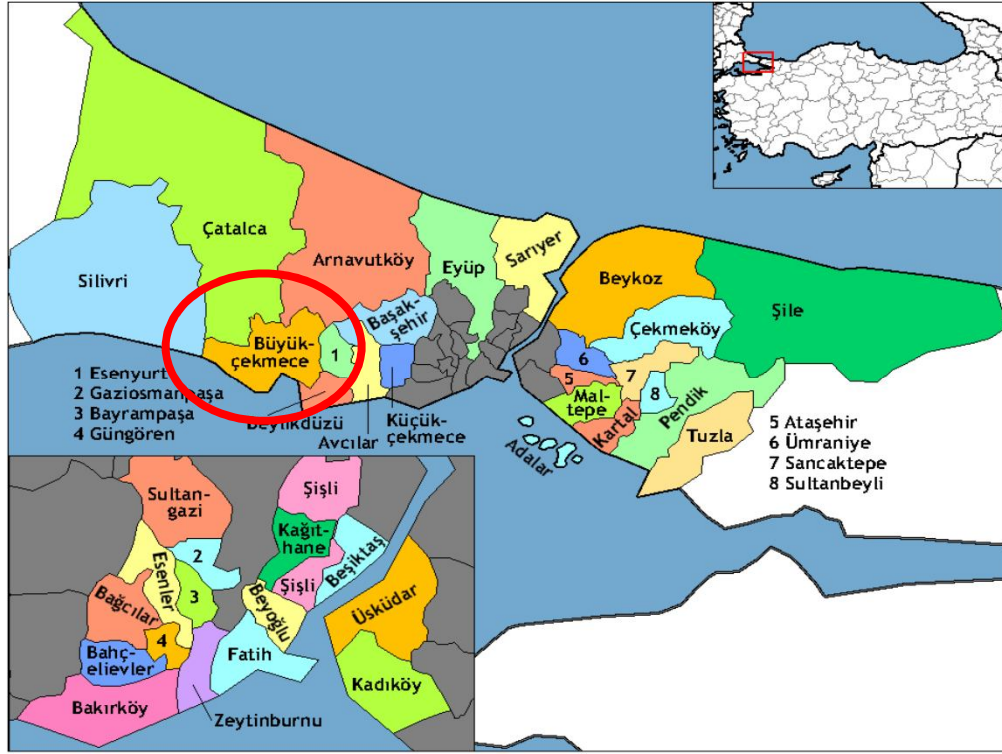 Silivri
Çatalca
Arnavutköy
Eyüp
Sarıyer
Başak-
şehir
Büyük-
çekmece
1
Beylikdüzü
Avcılar
Küçük-
çekmece
Beykoz
Şile
Çekmeköy
6
5
7
8
Mal-
tepe
Kartal
Pendik
Tuzla
Adalar
1 Esenyurt
2 Gaziosmanpaşa
3 Bayrampaşa
4 Güngören
5 Ataşehir
6 Ümraniye
7 Sancaktepe
8 Sultanbeyli
Sultan-
gazi
Şişli
Kağıt-
hane
Beşiktaş
2
Esenler
Şişli
3
Bağcılar
Beyoğlu
Üsküdar
4
Bahç-
elievler
Fatih
Kadıköy
Bakırköy
Zeytinburnu